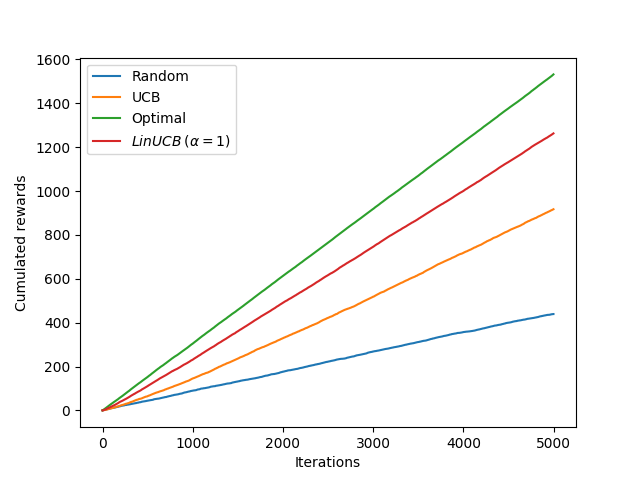 1600
1400
1200
1000
800
600
400
200
0
Cumulated rewards
Random
UCB
Optimal
LinUCB (α = 1)
0 1000 2000 3000 4000 5000
Iterations